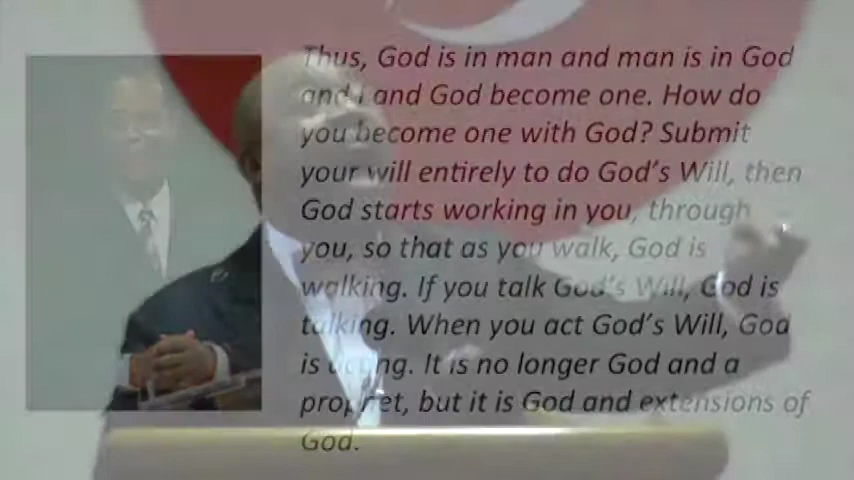 Thus, God is in man and man is in God
and I and God become one. How do
you become one with God? Submit
your will entirely to do God's Will, then
God starts working in you, through
you, so that as you walk, God is
walking. If you talk God's Will, God is
talking. When you act God's Will, God
is acting. It is no longer God and a
prophet, but it is God and extensions of
God.